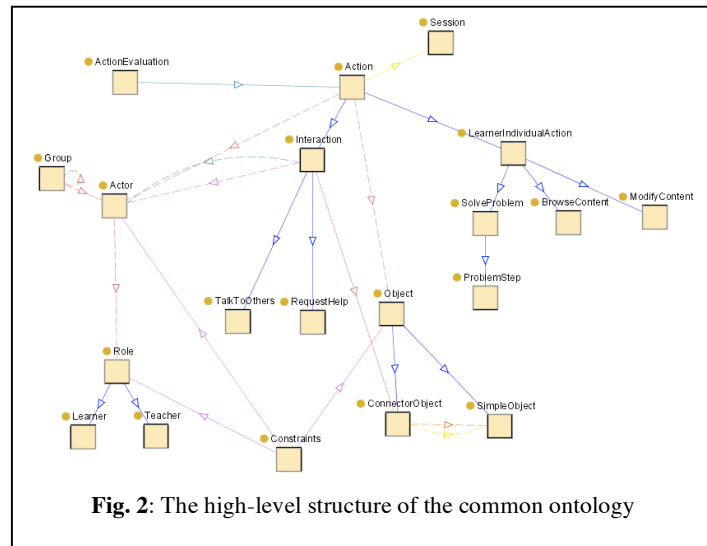 Session
ActionEvaluation
Action
Interaction
LearnerIndividualAction
Group
Actor
SolveProblem
BrowseContent
ModifyContent
ProblemStep
TalkToOthers
RequestHelp
Object
Role
Learner
Teacher
Constraints
ConnectorObject
SimpleObject
Fig. 2: The high-level structure of the common ontology